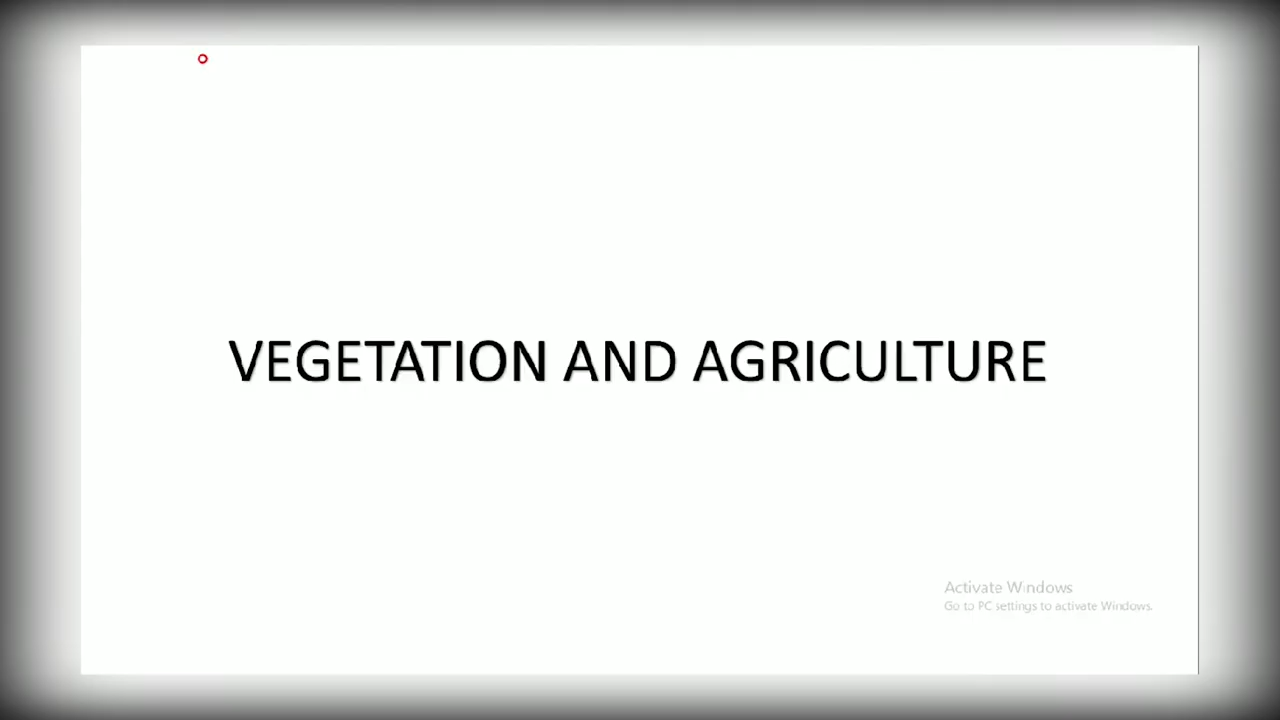 VEGETATION AND AGRICULTURE
Activate Windows
Go to PC settings to activate Windows.